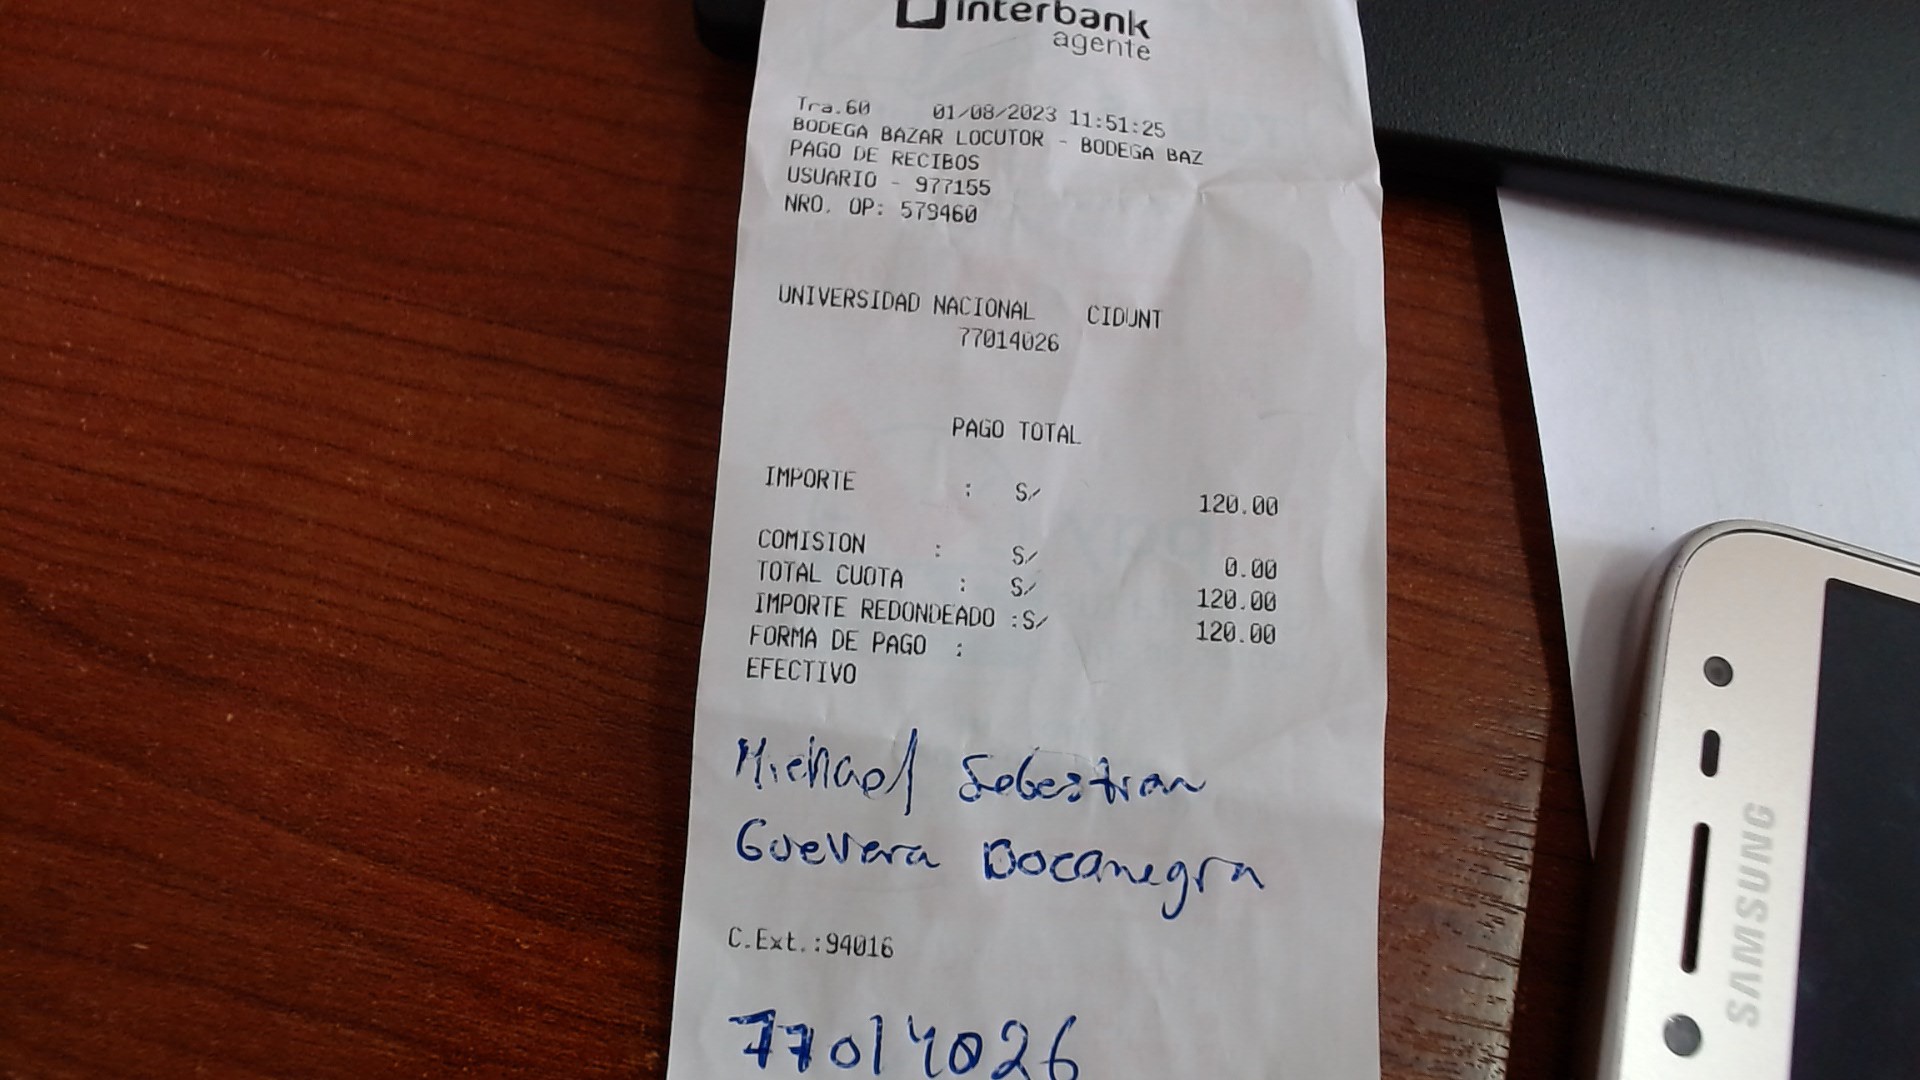 interbank
agente
Tra.60 01/08/2023 11:51:25
BODEGA BAZAR LOCUTOR - BODEGA BAZ
PAGO DE RECIBOS
USUARIO - 977155
NRO. OP: 579460
UNIVERSIDAD NACIONAL CIDUNT
77014026
PAGO TOTAL
IMPORTE : S/ 120.00
COMISION : S/ 0.00
TOTAL CUOTA : S/ 120.00
IMPORTE REDONDEADO :S/ 120.00
FORMA DE PAGO :
EFECTIVO
Michael Sebastian
Guevara Bocanegra
C.Ext.:94016
77014026
SAMSUNG